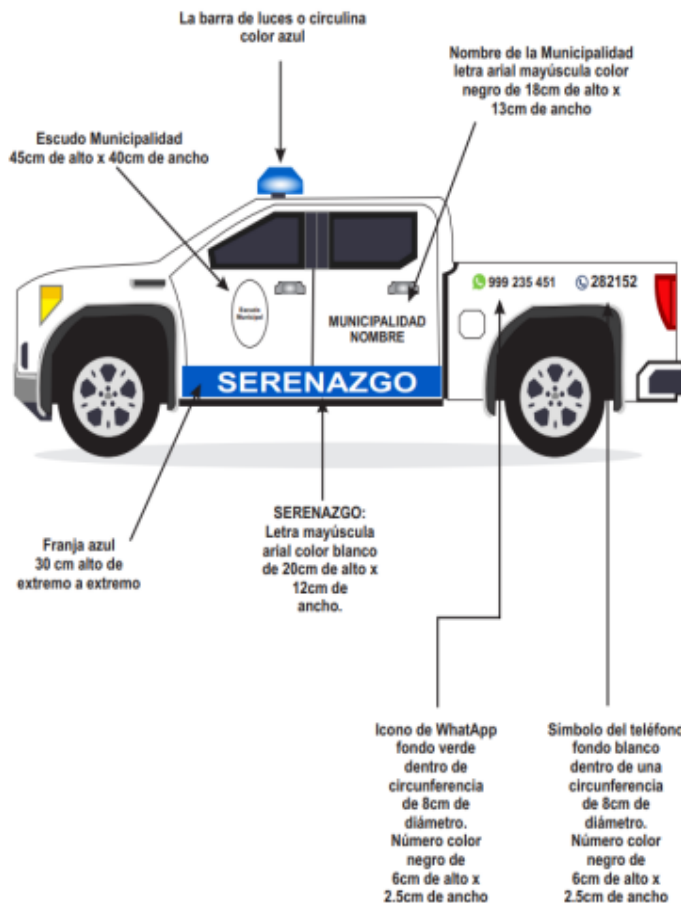 La barra de luces o circulina
color azul
Nombre de la Municipalidad
letra arial mayúscula color
negro de 18cm de alto x
13cm de ancho
Escudo Municipalidad
45cm de alto x 40cm de ancho
Escudo
Municipal
999 235 451
282152
MUNICIPALIDAD
NOMBRE
SERENAZGO
Franja azul
30 cm alto de
extremo a extremo
SERENAZGO:
Letra mayúscula
arial color blanco
de 20cm de alto x
12cm de
ancho.
Icono de WhatApp
fondo verde
dentro de
circunferencia
de 8cm de
diámetro.
Número color
negro de
6cm de alto x
2.5cm de ancho
Símbolo del teléfono
fondo blanco
dentro de una
circunferencia
de 8cm de
diámetro.
Número color
negro de
6cm de alto x
2.5cm de ancho